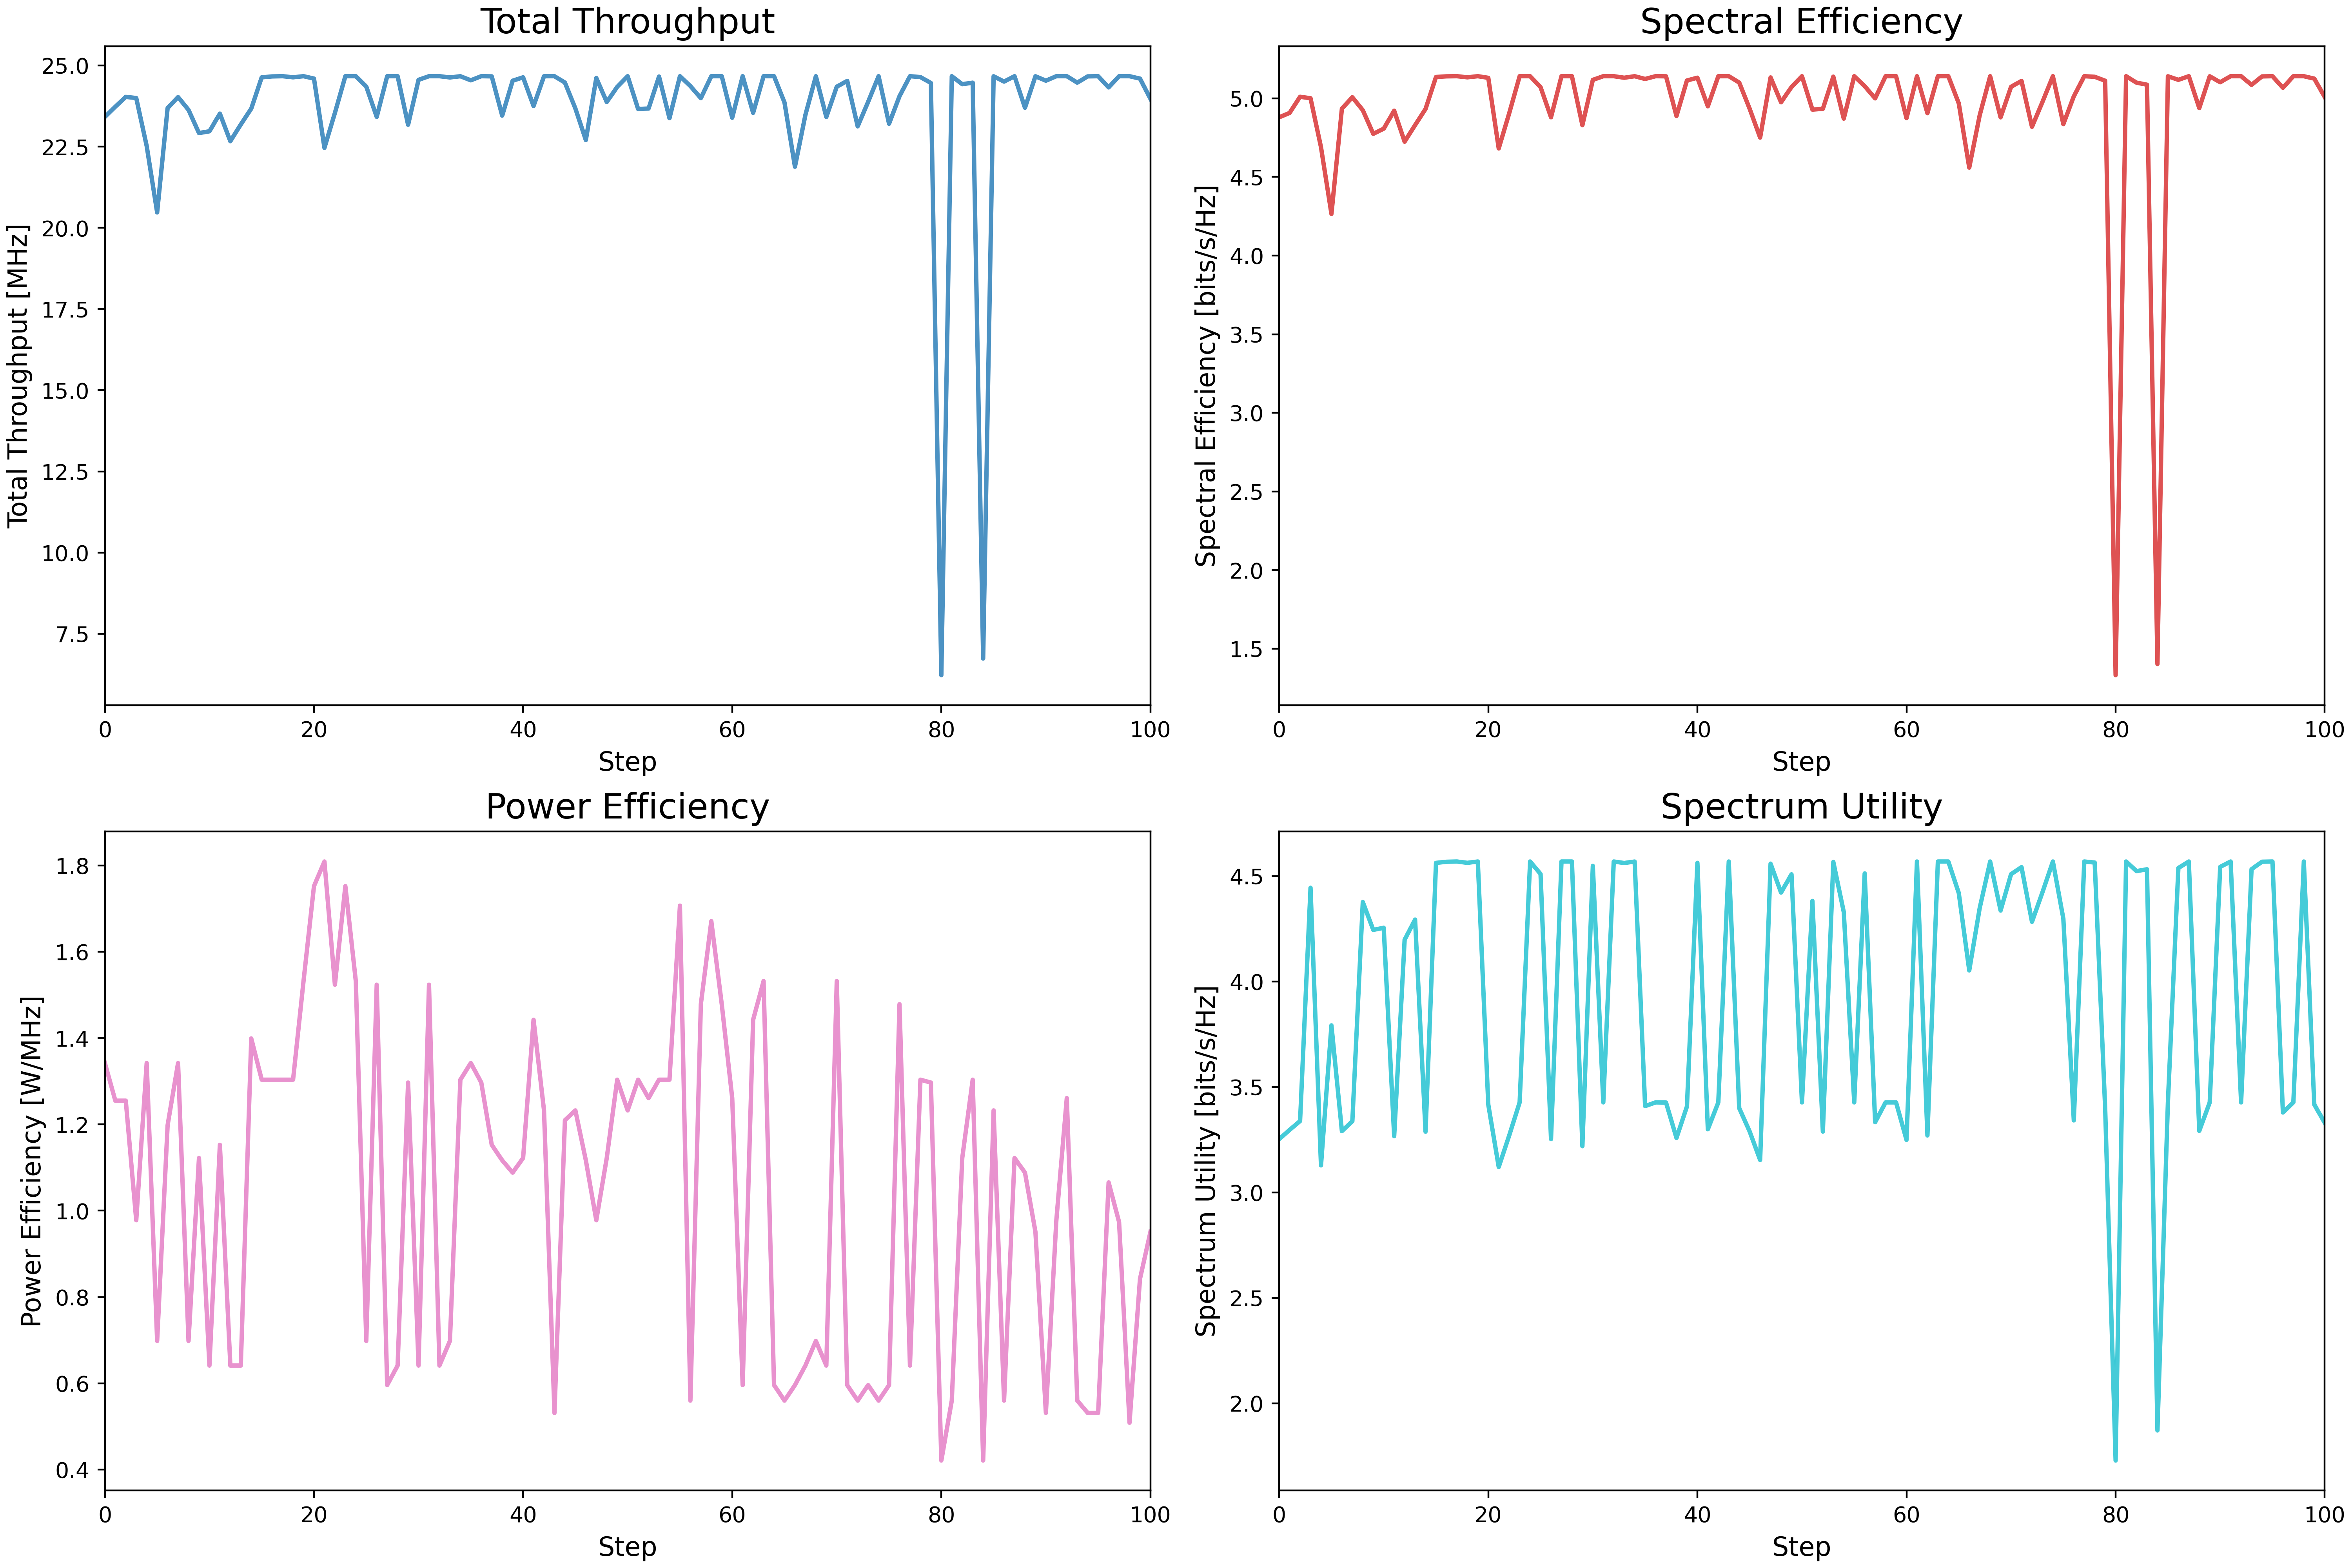 Total Throughput
Total Throughput [MHz]
25.0
22.5
20.0
17.5
15.0
12.5
10.0
7.5
0 20 40 60 80 100
Step
Spectral Efficiency
Spectral Efficiency [bits/s/Hz]
5.0
4.5
4.0
3.5
3.0
2.5
2.0
1.5
0 20 40 60 80 100
Step
Power Efficiency
Power Efficiency [W/MHz]
1.8
1.6
1.4
1.2
1.0
0.8
0.6
0.4
0 20 40 60 80 100
Step
Spectrum Utility
Spectrum Utility [bits/s/Hz]
4.5
4.0
3.5
3.0
2.5
2.0
0 20 40 60 80 100
Step